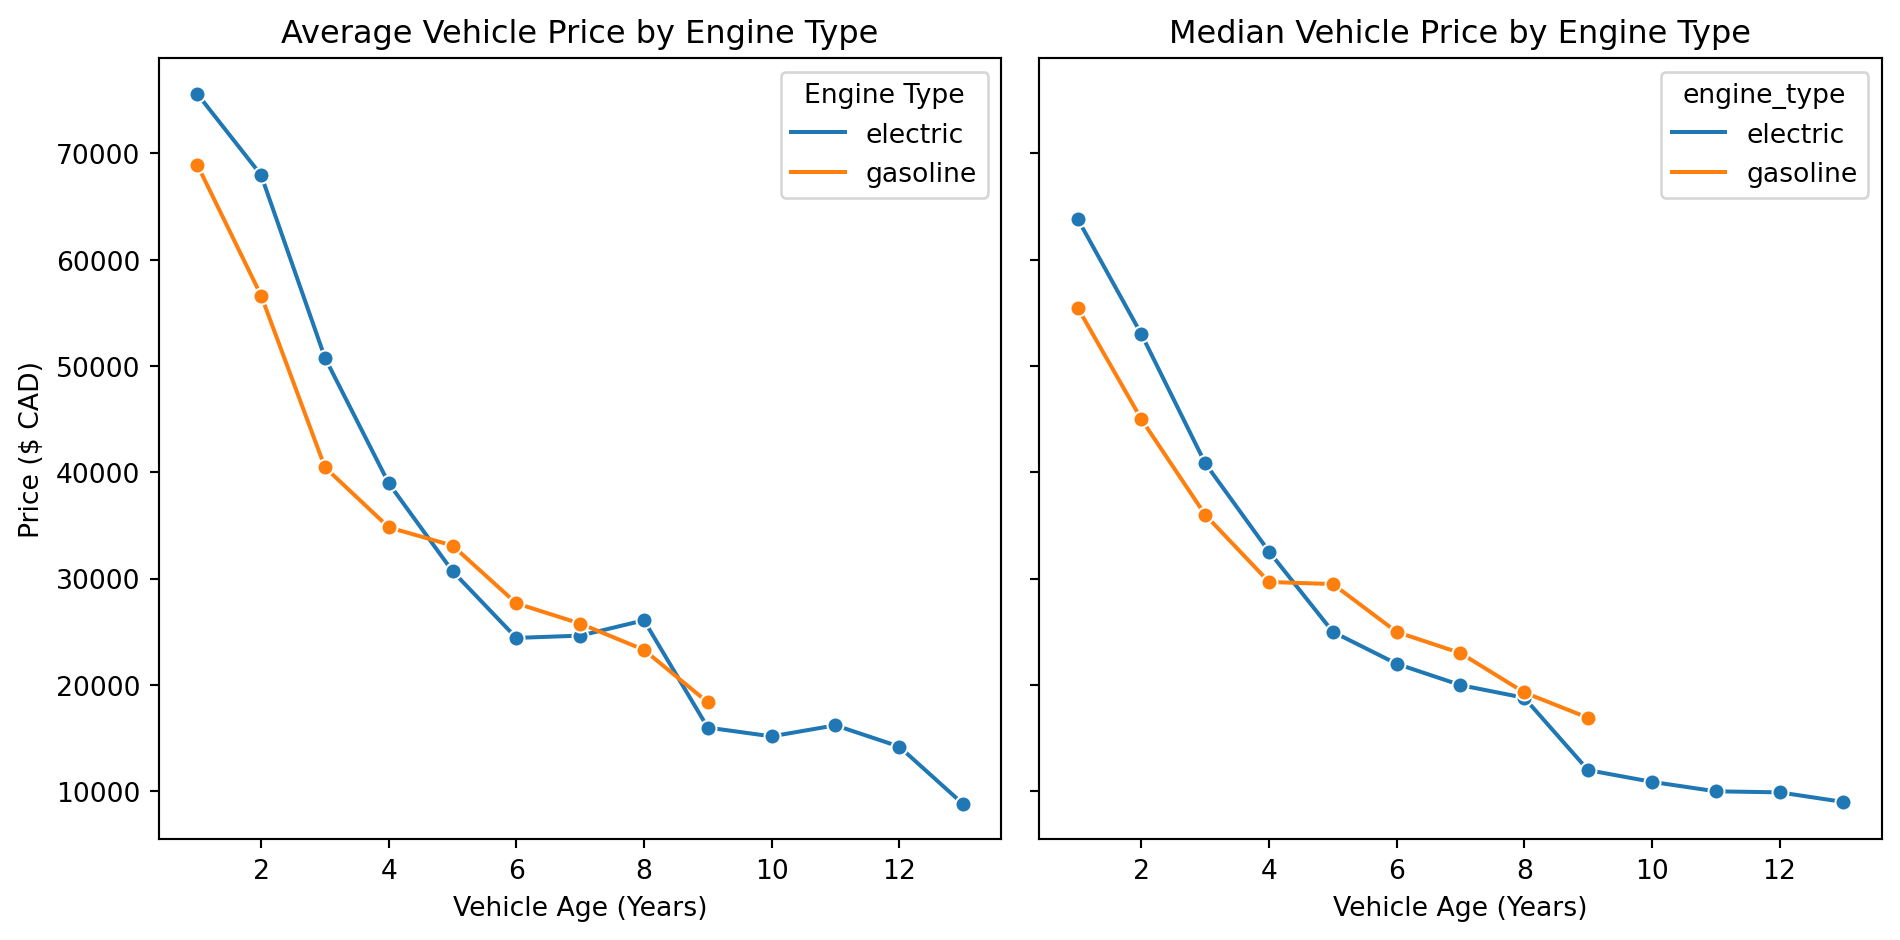 Average Vehicle Price by Engine Type
Engine Type
electric
gasoline
70000
60000
50000
40000
30000
20000
10000
Price ($ CAD)
2 4 6 8 10 12
Vehicle Age (Years)
Median Vehicle Price by Engine Type
engine_type
electric
gasoline
2 4 6 8 10 12
Vehicle Age (Years)